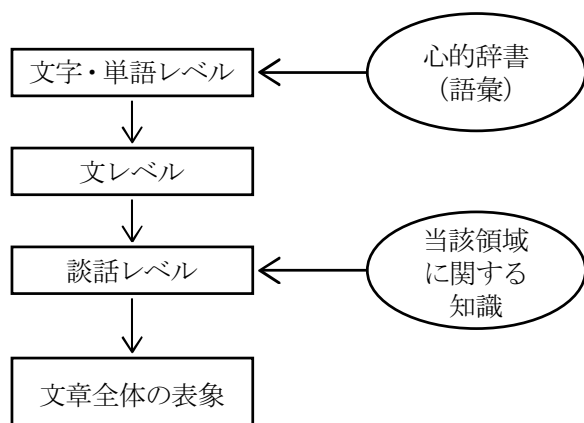 文字・単語レベル
心的辞書
（語彙）
文レベル
談話レベル
当該領域
に関する
知識
文章全体の表象